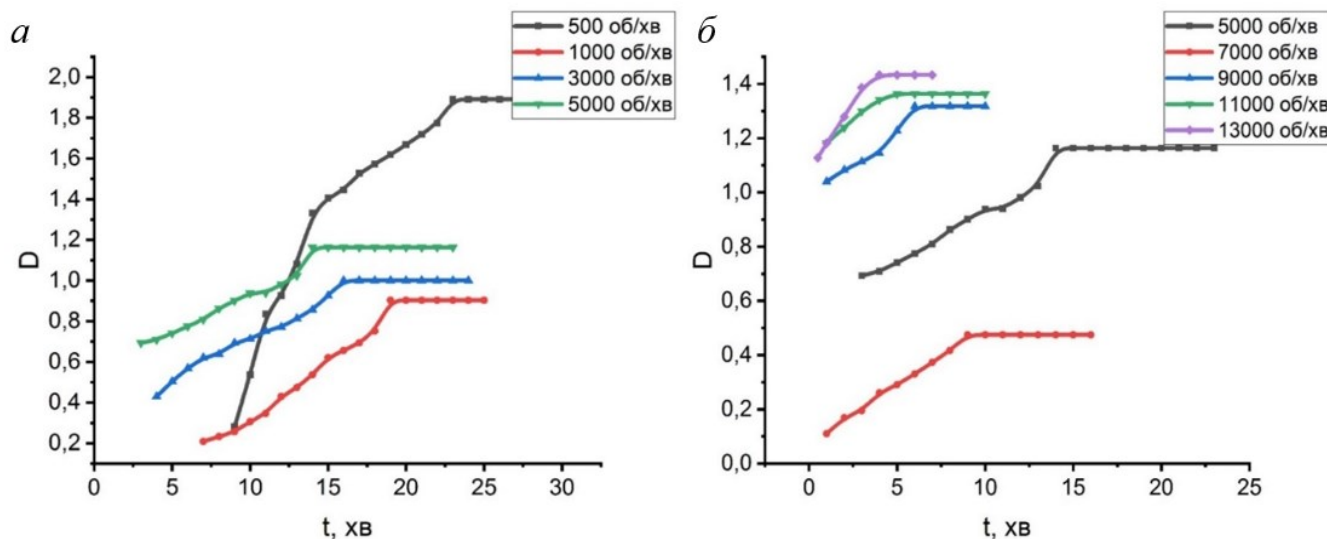 а
500 об/хв
1000 об/хв
3000 об/хв
5000 об/хв
D
2,0
1,8
1,6
1,4
1,2
1,0
0,8
0,6
0,4
0,2
0 5 10 15 20 25 30
t, хв
б
5000 об/хв
7000 об/хв
9000 об/хв
11000 об/хв
13000 об/хв
D
1,4
1,2
1,0
0,8
0,6
0,4
0,2
0,0
0 5 10 15 20 25
t, хв